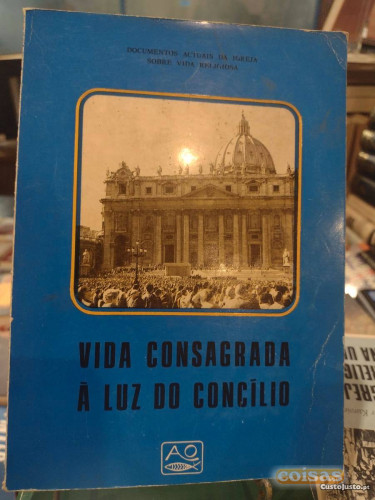 DOCUMENTOS ACTUAIS DA IGREJA
SOBRE VIDA RELIGIOSA
VIDA CONSAGRADA
À LUZ DO CONCÍLIO
AO
coisas
CustoJusto.pt